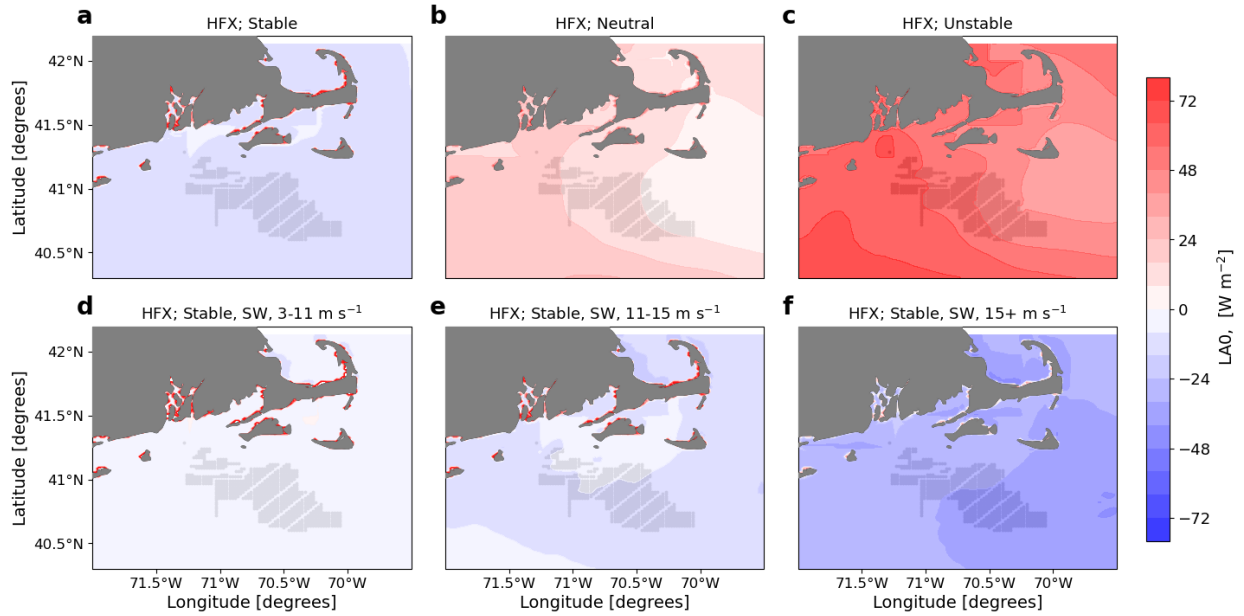 a HFX; Stable
b HFX; Neutral
c HFX; Unstable
Latitude [degrees]
42°N
41.5°N
41°N
40.5°N
d HFX; Stable, SW, 3-11 m s⁻¹
e HFX; Stable, SW, 11-15 m s⁻¹
f HFX; Stable, SW, 15+ m s⁻¹
Latitude [degrees]
42°N
41.5°N
41°N
40.5°N
71.5°W 71°W 70.5°W 70°W
71.5°W 71°W 70.5°W 70°W
71.5°W 71°W 70.5°W 70°W
Longitude [degrees]
Longitude [degrees]
Longitude [degrees]
72
48
24
0
−24
−48
−72
LA0, [W m⁻²]